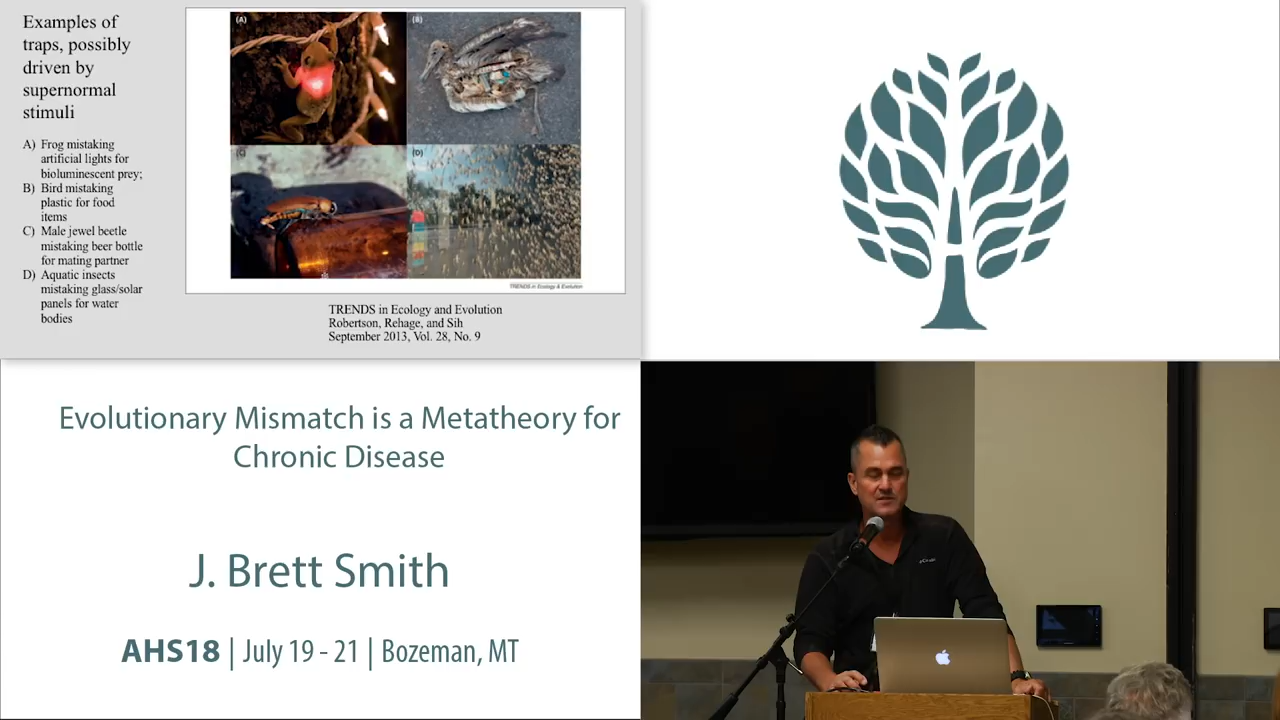 Examples of
traps, possibly
driven by
supernormal
stimuli
A) Frog mistaking
artificial lights for
bioluminescent prey;
B) Bird mistaking
plastic for food
items
C) Male jewel beetle
mistaking beer bottle
for mating partner
D) Aquatic insects
mistaking glass/solar
panels for water
bodies
(A)
(B)
(C)
(D)
TRENDS in Ecology & Evolution
TRENDS in Ecology and Evolution
Robertson, Rehage, and Sih
September 2013, Vol. 28, No. 9
Evolutionary Mismatch is a Metatheory for
Chronic Disease
J. Brett Smith
AHS18 | July 19 - 21 | Bozeman, MT